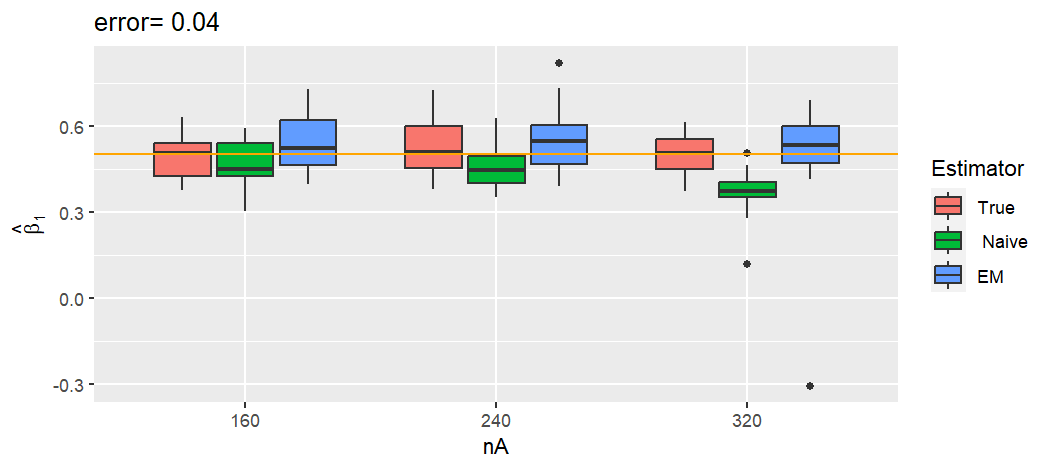 error= 0.04
0.6
0.3
0.0
-0.3
β̂1
160 240 320
nA
Estimator
True
Naive
EM